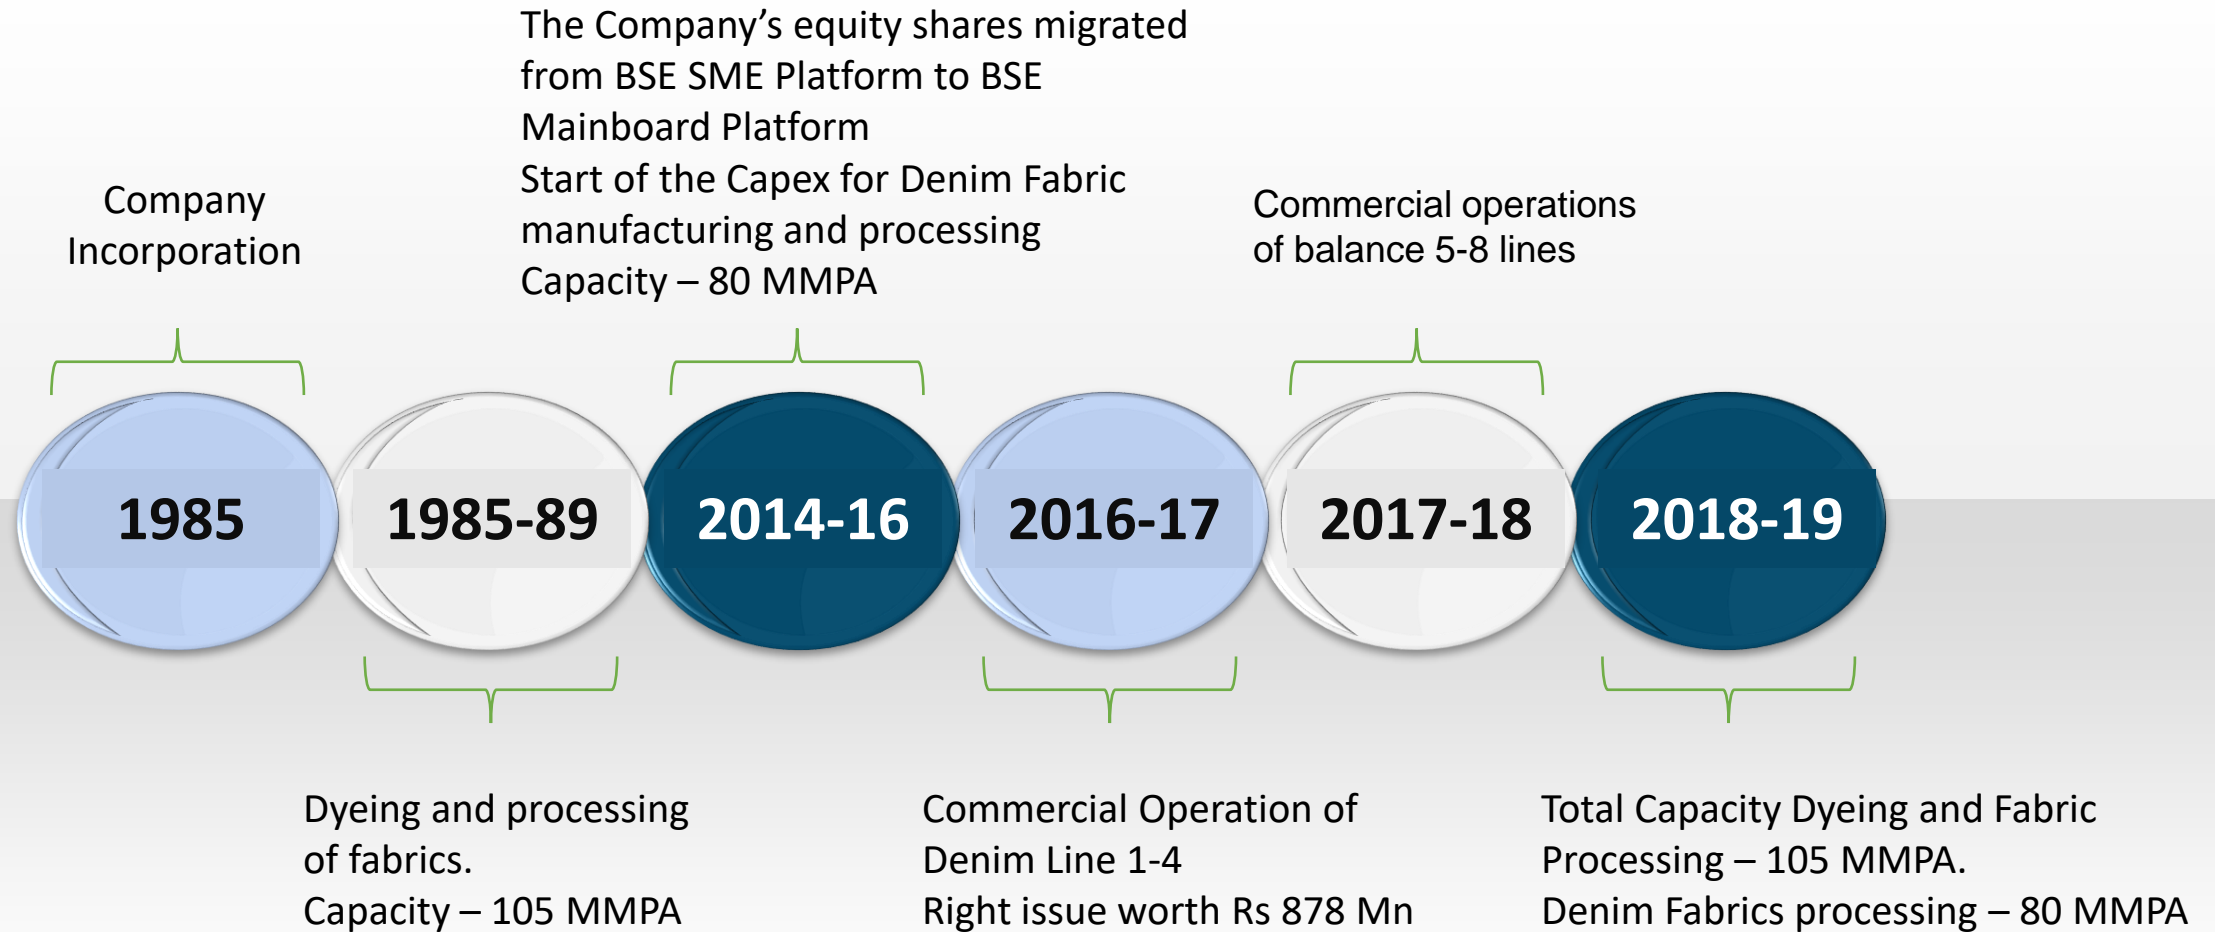 The Company’s equity shares migrated
from BSE SME Platform to BSE
Mainboard Platform
Start of the Capex for Denim Fabric
manufacturing and processing
Capacity – 80 MMPA
Company
Incorporation
Commercial operations
of balance 5-8 lines
1985
1985-89
2014-16
2016-17
2017-18
2018-19
Dyeing and processing
of fabrics.
Capacity – 105 MMPA
Commercial Operation of
Denim Line 1-4
Right issue worth Rs 878 Mn
Total Capacity Dyeing and Fabric
Processing – 105 MMPA.
Denim Fabrics processing – 80 MMPA